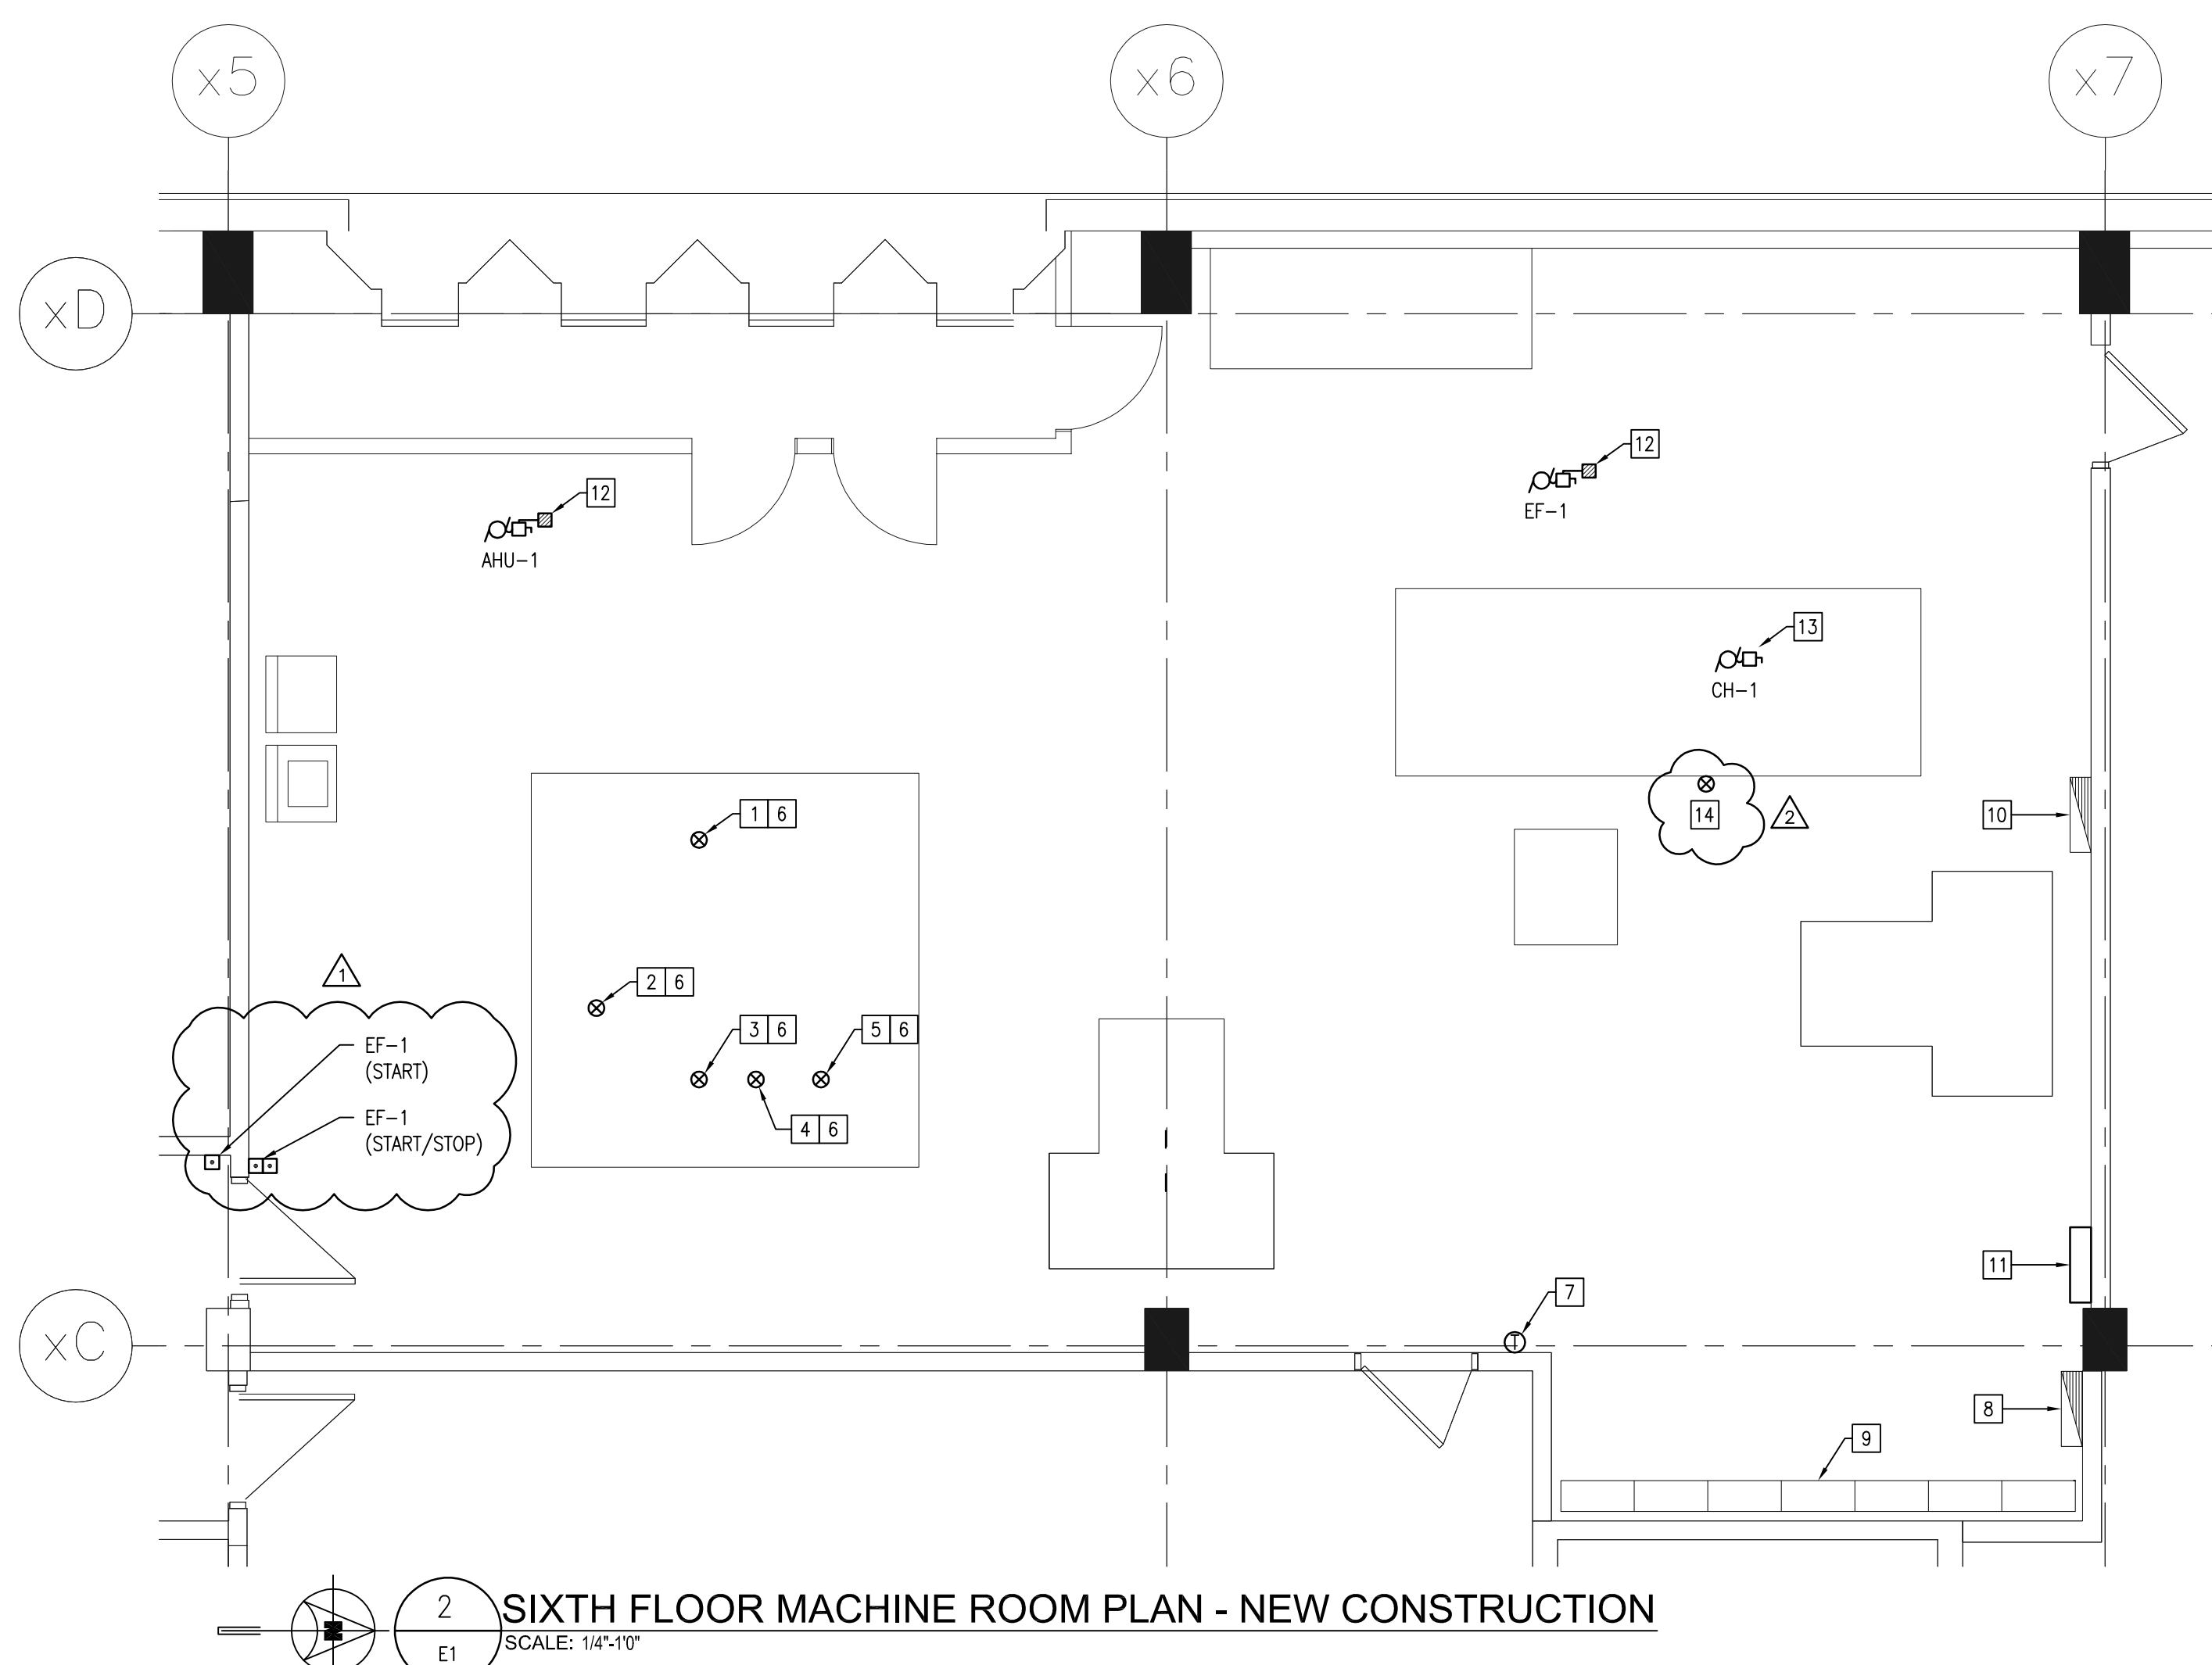 x5
x6
x7
xD
12
EF-1
12
AHU-1
13
CH-1
1 6
14
2
10
1
2 6
3 6
5 6
EF-1
(START)
EF-1
(START/STOP)
4 6
11
7
T
xC
8
9
N
2
E1
SIXTH FLOOR MACHINE ROOM PLAN - NEW CONSTRUCTION
SCALE: 1/4"-1'0"